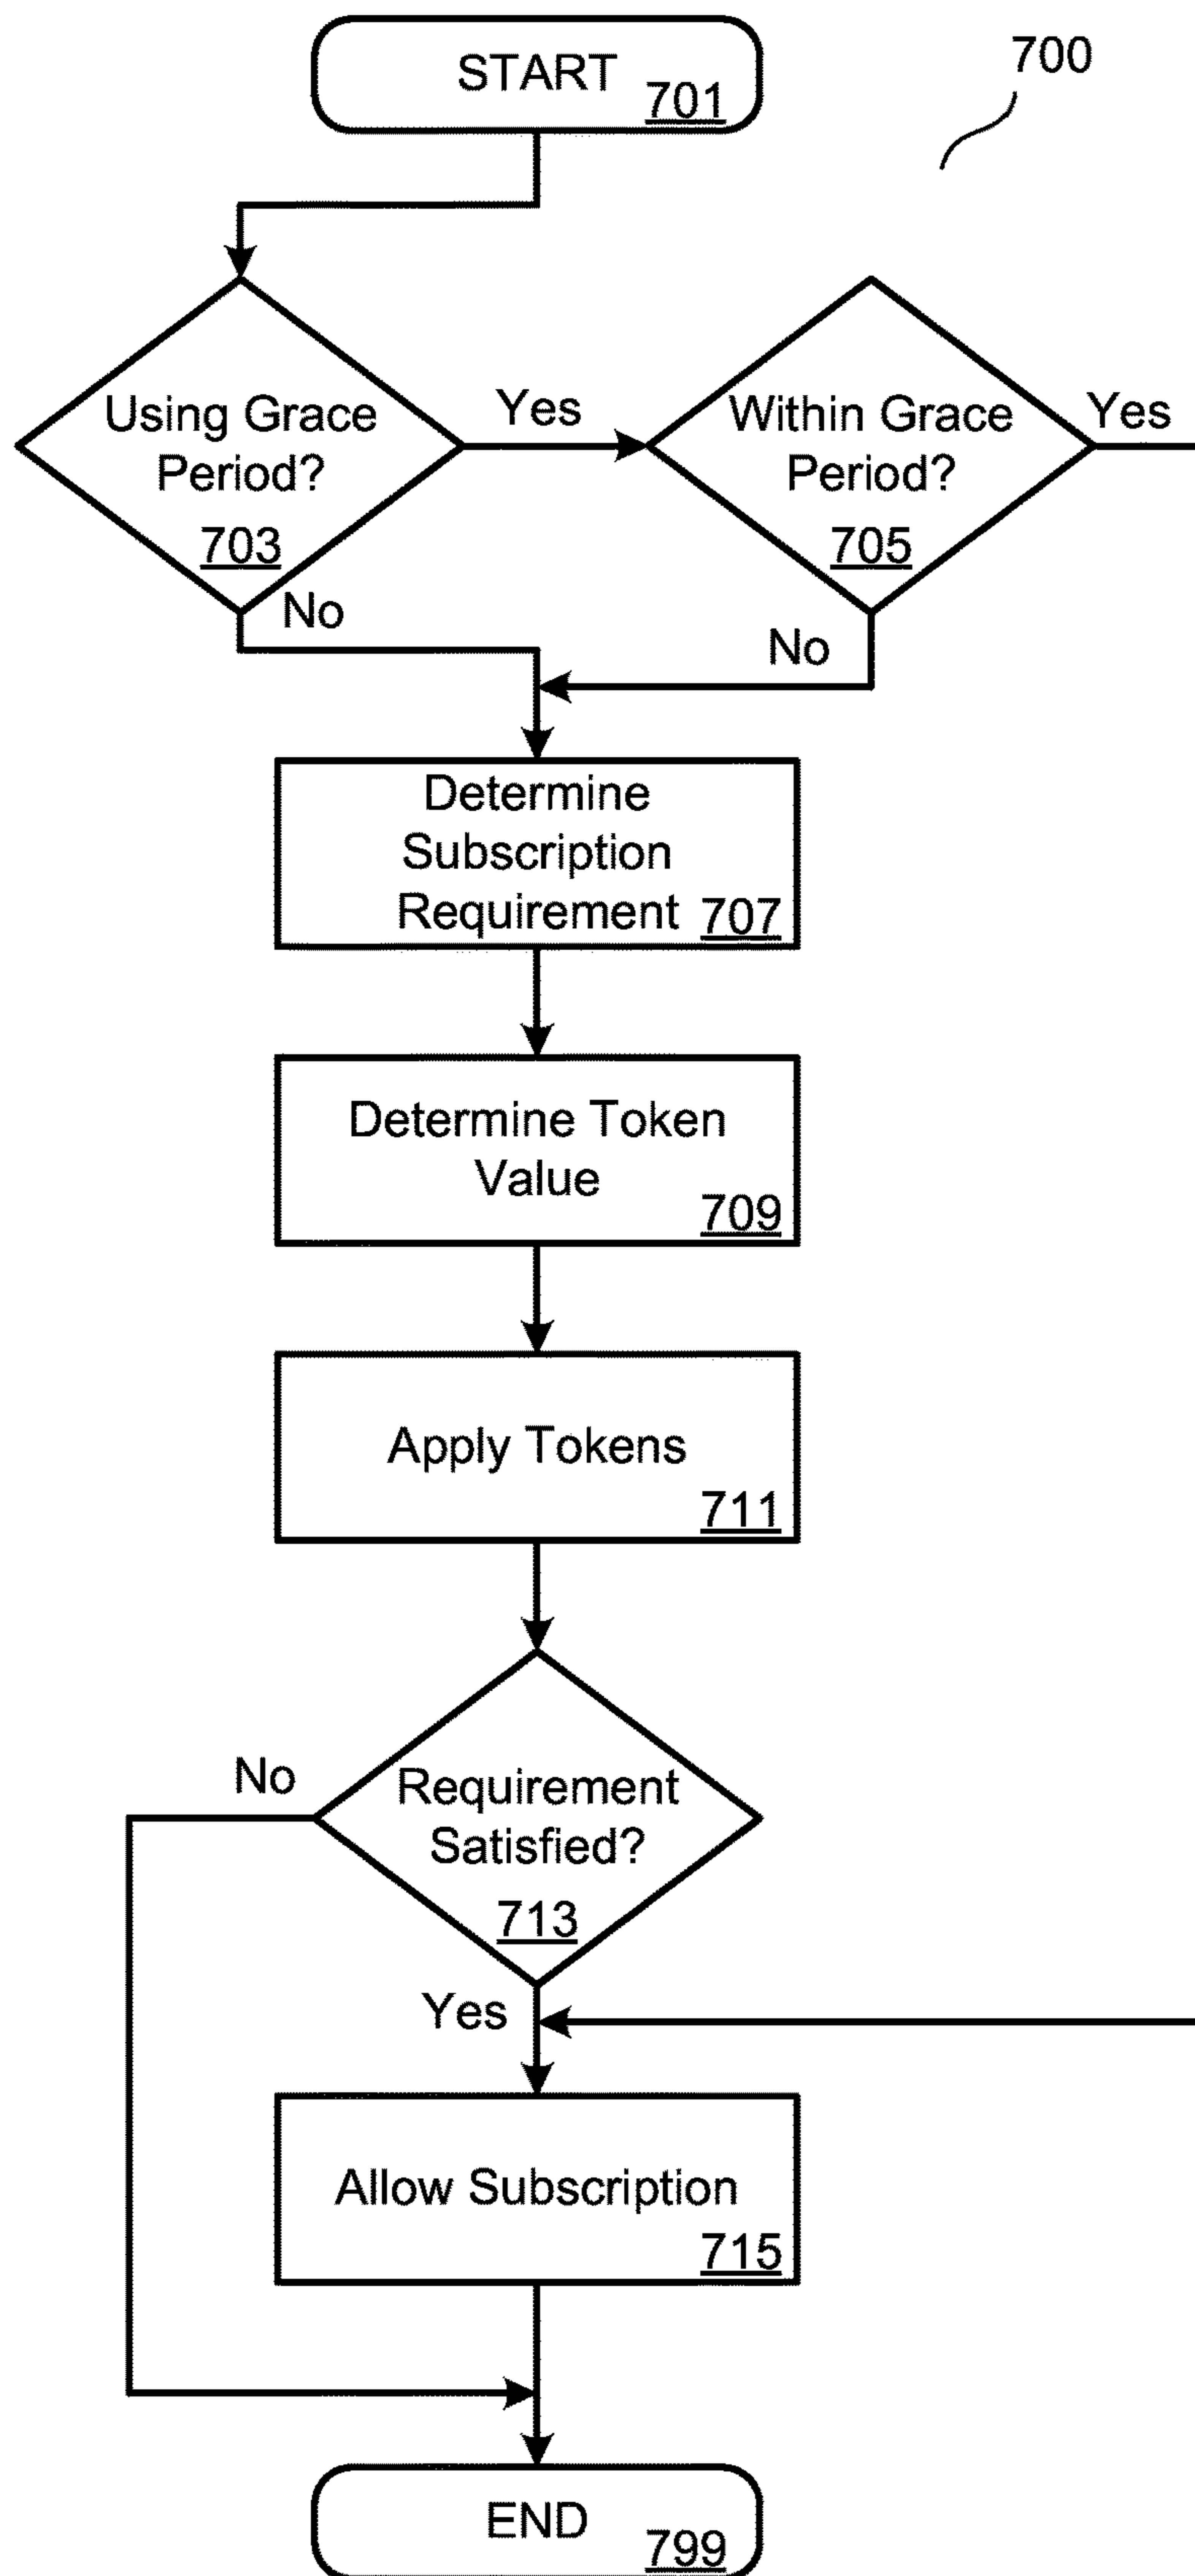 START
701
700
Using Grace
Period?
703
Yes
Within Grace
Period?
705
Yes
No
No
Determine
Subscription
Requirement
707
Determine Token
Value
709
Apply Tokens
711
No
Requirement
Satisfied?
713
Yes
Allow Subscription
715
END
799